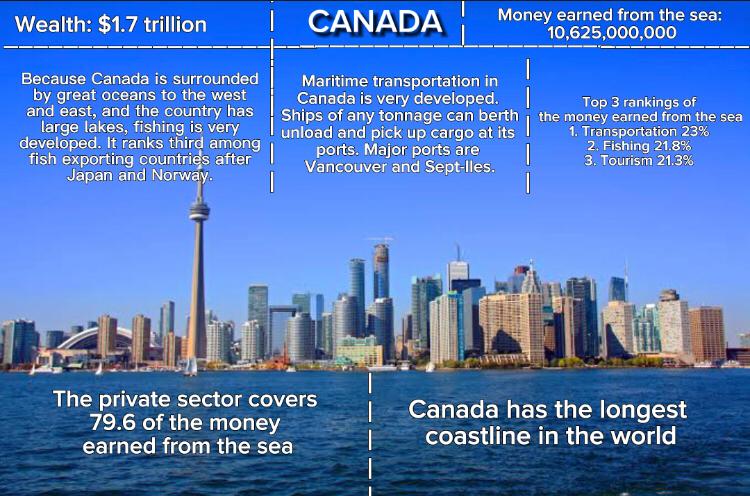 Wealth: $1.7 trillion
CANADA
Money earned from the sea:
10,625,000,000
Because Canada is surrounded
by great oceans to the west
and east, and the country has
large lakes, fishing is very
developed. It ranks third among
fish exporting countries after
Japan and Norway.
Maritime transportation in
Canada is very developed.
Ships of any tonnage can berth
unload and pick up cargo at its
ports. Major ports are
Vancouver and Sept-Iles.
Top 3 rankings of
the money earned from the sea
1. Transportation 23%
2. Fishing 21.8%
3. Tourism 21.3%
The private sector covers
79.6 of the money
earned from the sea
Canada has the longest
coastline in the world